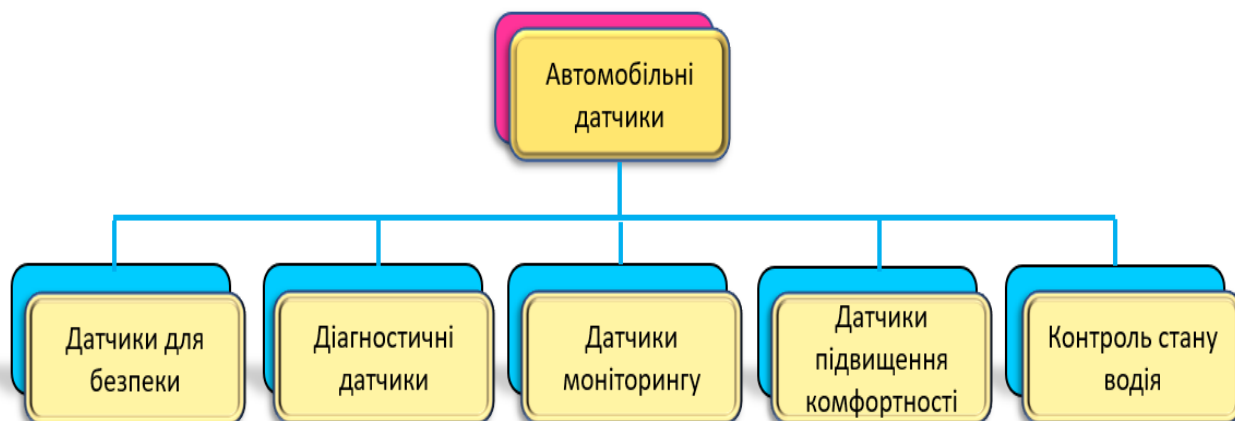 Автомобільні
датчики
Датчики для
безпеки
Діагностичні
датчики
Датчики
моніторингу
Датчики
підвищення
комфортності
Контроль стану
водія